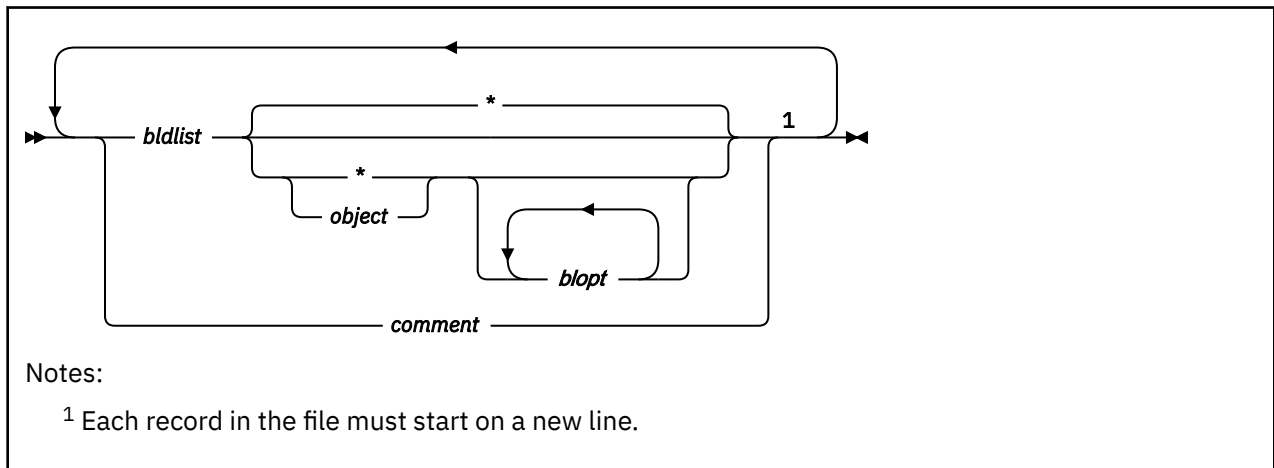 *
1
bldlist
*
object
blopt
comment
Notes:
1 Each record in the file must start on a new line.